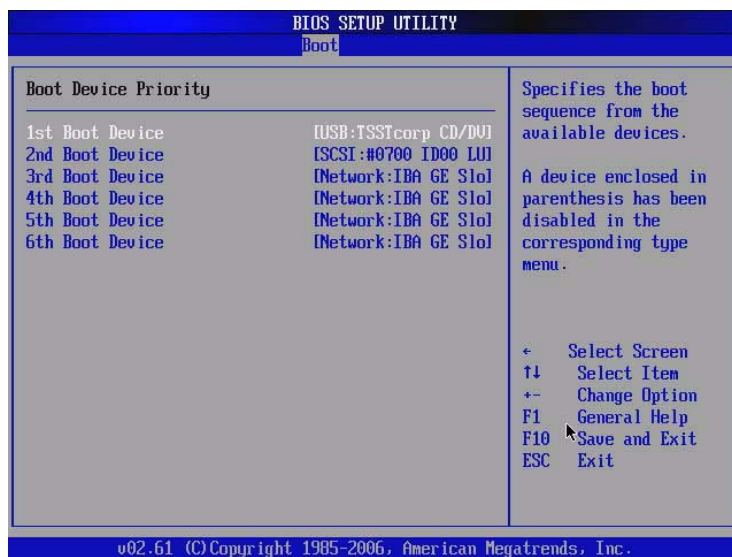 BIOS SETUP UTILITY
Boot
Boot Device Priority
1st Boot Device [USB:TSSTcorp CD/DV]
2nd Boot Device [SCSI:#0700 ID00 LU]
3rd Boot Device [Network:IBA GE Slo]
4th Boot Device [Network:IBA GE Slo]
5th Boot Device [Network:IBA GE Slo]
6th Boot Device [Network:IBA GE Slo]
Specifies the boot
sequence from the
available devices.
A device enclosed in
parenthesis has been
disabled in the
corresponding type
menu.
← Select Screen
↑↓ Select Item
+- Change Option
F1 General Help
F10 Save and Exit
ESC Exit
v02.61 (C)Copyright 1985-2006, American Megatrends, Inc.